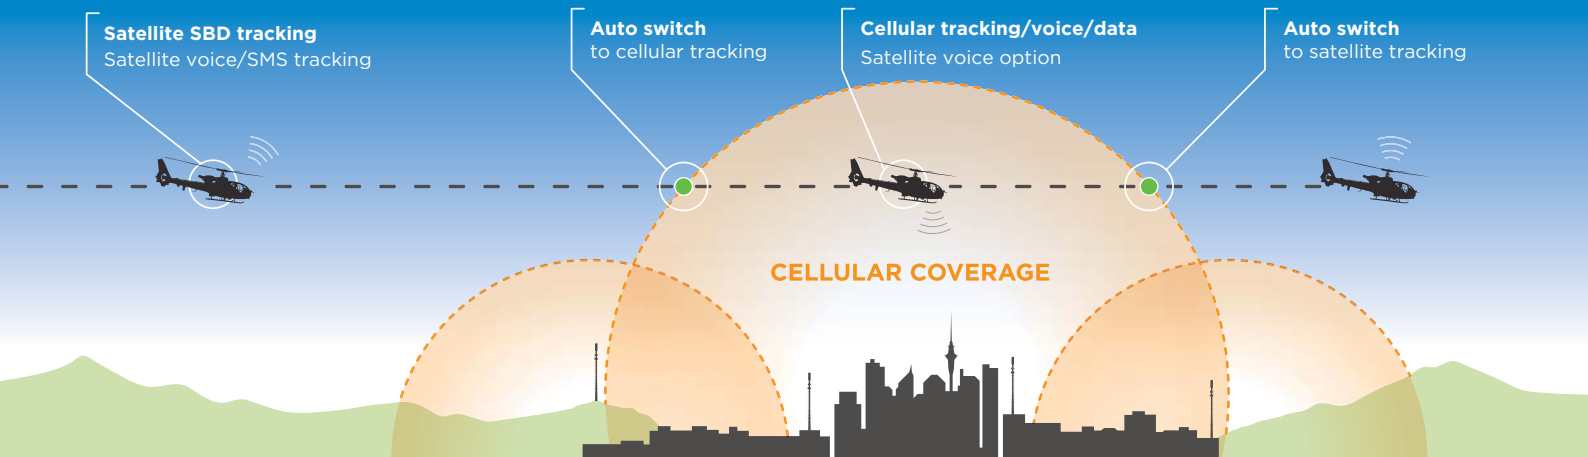 Satellite SBD tracking
Satellite voice/SMS tracking
Auto switch
to cellular tracking
Cellular tracking/voice/data
Satellite voice option
Auto switch
to satellite tracking
CELLULAR COVERAGE